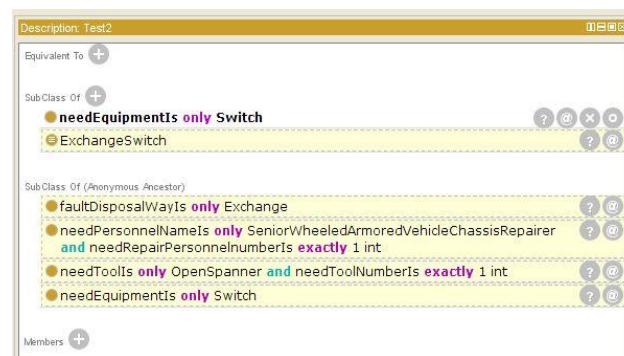 Description: Test2
Equivalent To
SubClass Of
needEquipmentIs only Switch
ExchangeSwitch
SubClass Of (Anonymous Ancestor)
faultDisposalWayIs only Exchange
needPersonnelNameIs only SeniorWheeledArmoredVehicleChassisRepairer
and needRepairPersonnelnumberIs exactly 1 int
needToolIs only OpenSpanner and needToolNumberIs exactly 1 int
needEquipmentIs only Switch
Members